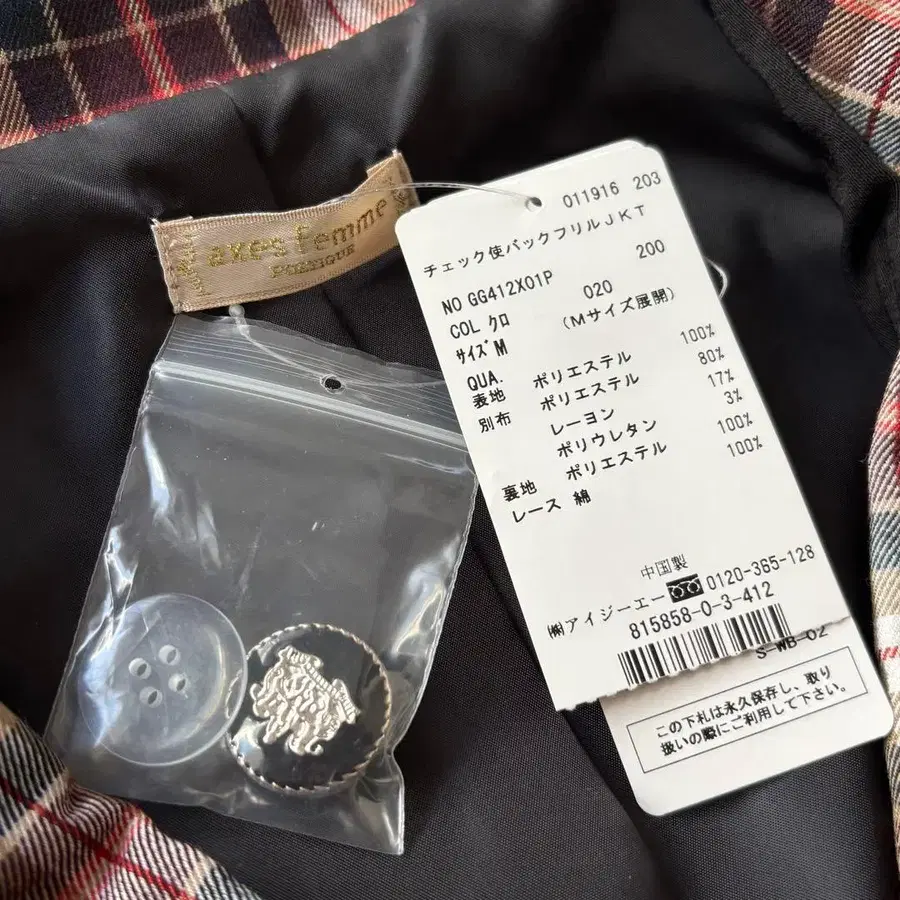 axes femme
POETIQUE
011916 203
チェック使バックフリルJKT
200
NO GG412X01P
COL クロ 020
サイズM (Mサイズ展開)
QUA.
表地 ポリエステル 100%
別布 ポリエステル 80%
レーヨン 17%
ポリウレタン 3%
裏地 ポリエステル 100%
レース 綿 100%
中国製
㈱アイジーエー 0120-365-128
815858-0-3-412
S-WB-02
この下札は永久保存し、取り
扱いの際にご利用して下さい。